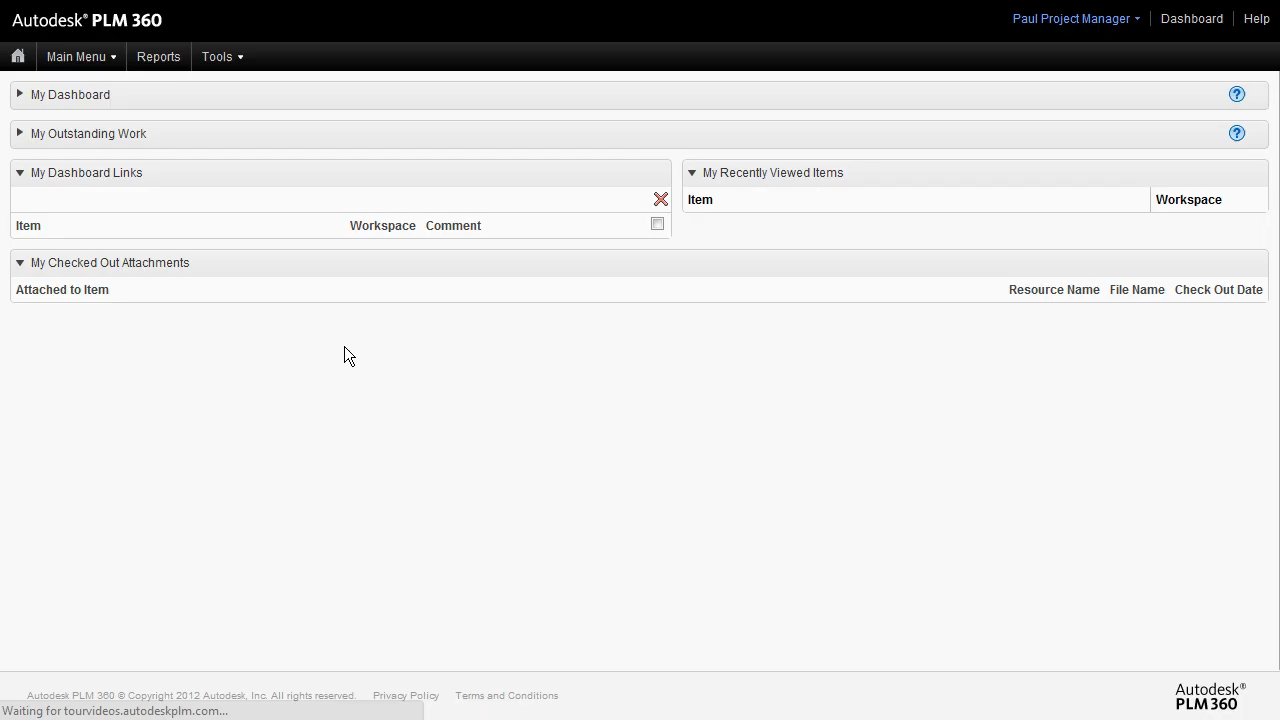 Autodesk® PLM 360
Paul Project Manager
Dashboard
Help
Main Menu
Reports
Tools
My Dashboard
?
My Outstanding Work
?
My Dashboard Links
Item Workspace Comment
My Recently Viewed Items
Item Workspace
My Checked Out Attachments
Attached to Item Resource Name File Name Check Out Date
Autodesk PLM 360 © Copyright 2012 Autodesk, Inc. All rights reserved. Privacy Policy Terms and Conditions
Autodesk®
PLM 360
Waiting for tourvideos.autodeskplm.com...